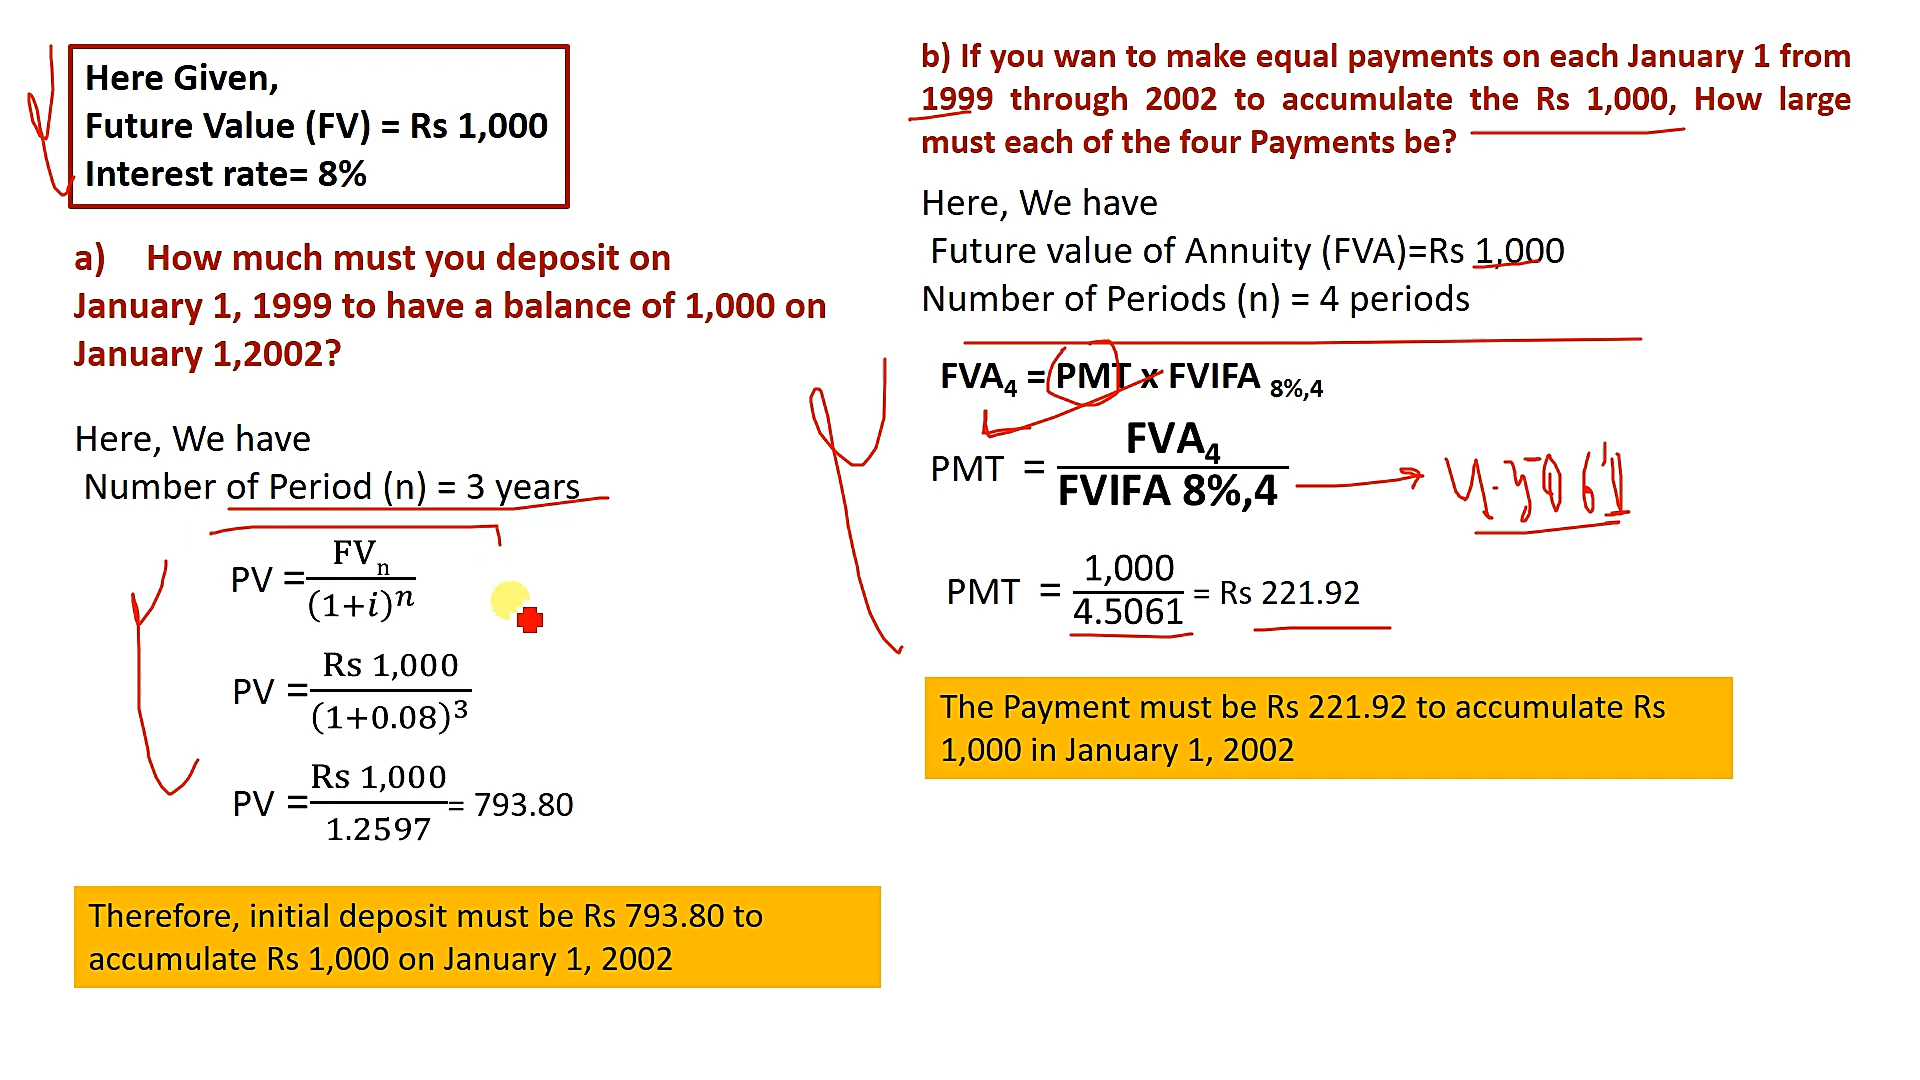 Here Given,
Future Value (FV) = Rs 1,000
Interest rate= 8%
a) How much must you deposit on
January 1, 1999 to have a balance of 1,000 on
January 1,2002?
Here, We have
Number of Period (n) = 3 years
PV = FVn / (1+i)^n
PV = Rs 1,000 / (1+0.08)^3
PV = Rs 1,000 / 1.2597 = 793.80
Therefore, initial deposit must be Rs 793.80 to
accumulate Rs 1,000 on January 1, 2002
b) If you wan to make equal payments on each January 1 from
1999 through 2002 to accumulate the Rs 1,000, How large
must each of the four Payments be?
Here, We have
Future value of Annuity (FVA)=Rs 1,000
Number of Periods (n) = 4 periods
FVA4 = PMT x FVIFA 8%,4
PMT = FVA4 / FVIFA 8%,4
4.5061
PMT = 1,000 / 4.5061 = Rs 221.92
The Payment must be Rs 221.92 to accumulate Rs
1,000 in January 1, 2002